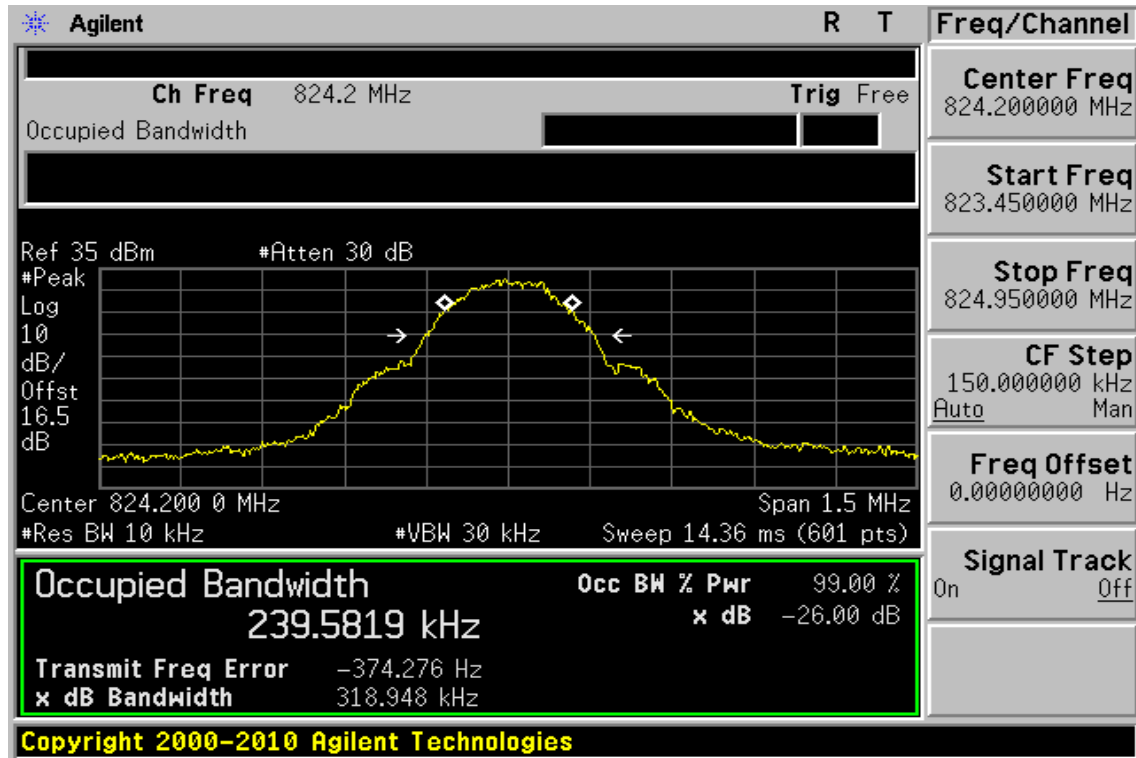 Agilent R T
Freq/Channel
Ch Freq 824.2 MHz Trig Free
Occupied Bandwidth
Center Freq
824.200000 MHz
Start Freq
823.450000 MHz
Stop Freq
824.950000 MHz
CF Step
150.000000 kHz
Auto Man
Freq Offset
0.00000000 Hz
Signal Track
On Off
Ref 35 dBm #Atten 30 dB
#Peak
Log
10
dB/
Offst
16.5
dB
Center 824.200 0 MHz Span 1.5 MHz
#Res BW 10 kHz #VBW 30 kHz Sweep 14.36 ms (601 pts)
Occupied Bandwidth
239.5819 kHz
Occ BW % Pwr 99.00 %
x dB -26.00 dB
Transmit Freq Error -374.276 Hz
x dB Bandwidth 318.948 kHz
Copyright 2000-2010 Agilent Technologies